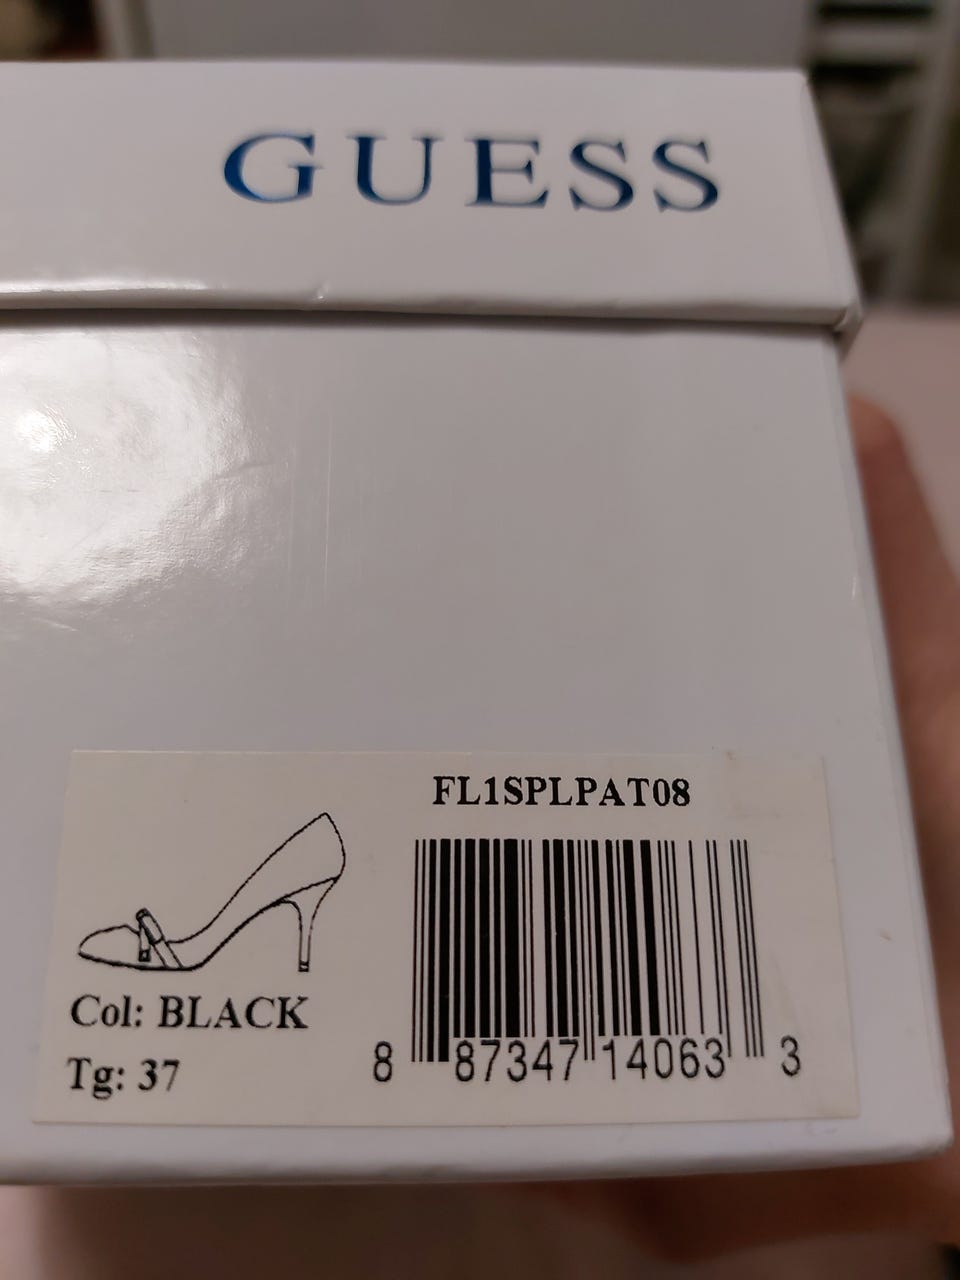 GUESS
FL1SPLPAT08
Col: BLACK
Tg: 37
8 87347 14063 3